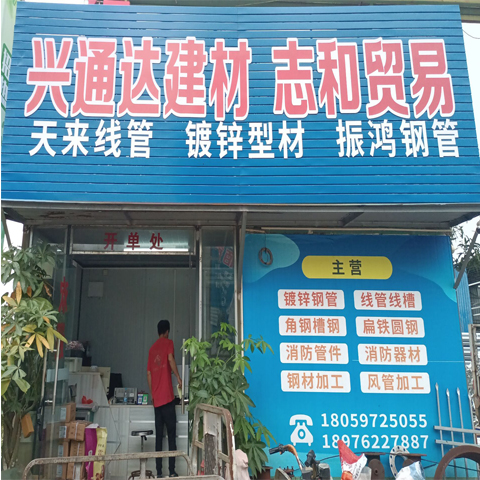 兴通达建材 志和贸易
天来线管 镀锌型材 振鸿钢管
开单处
主营
镀锌钢管 线管线槽
角钢槽钢 扁铁圆钢
消防管件 消防器材
钢材加工 风管加工
18059725055
18976227887